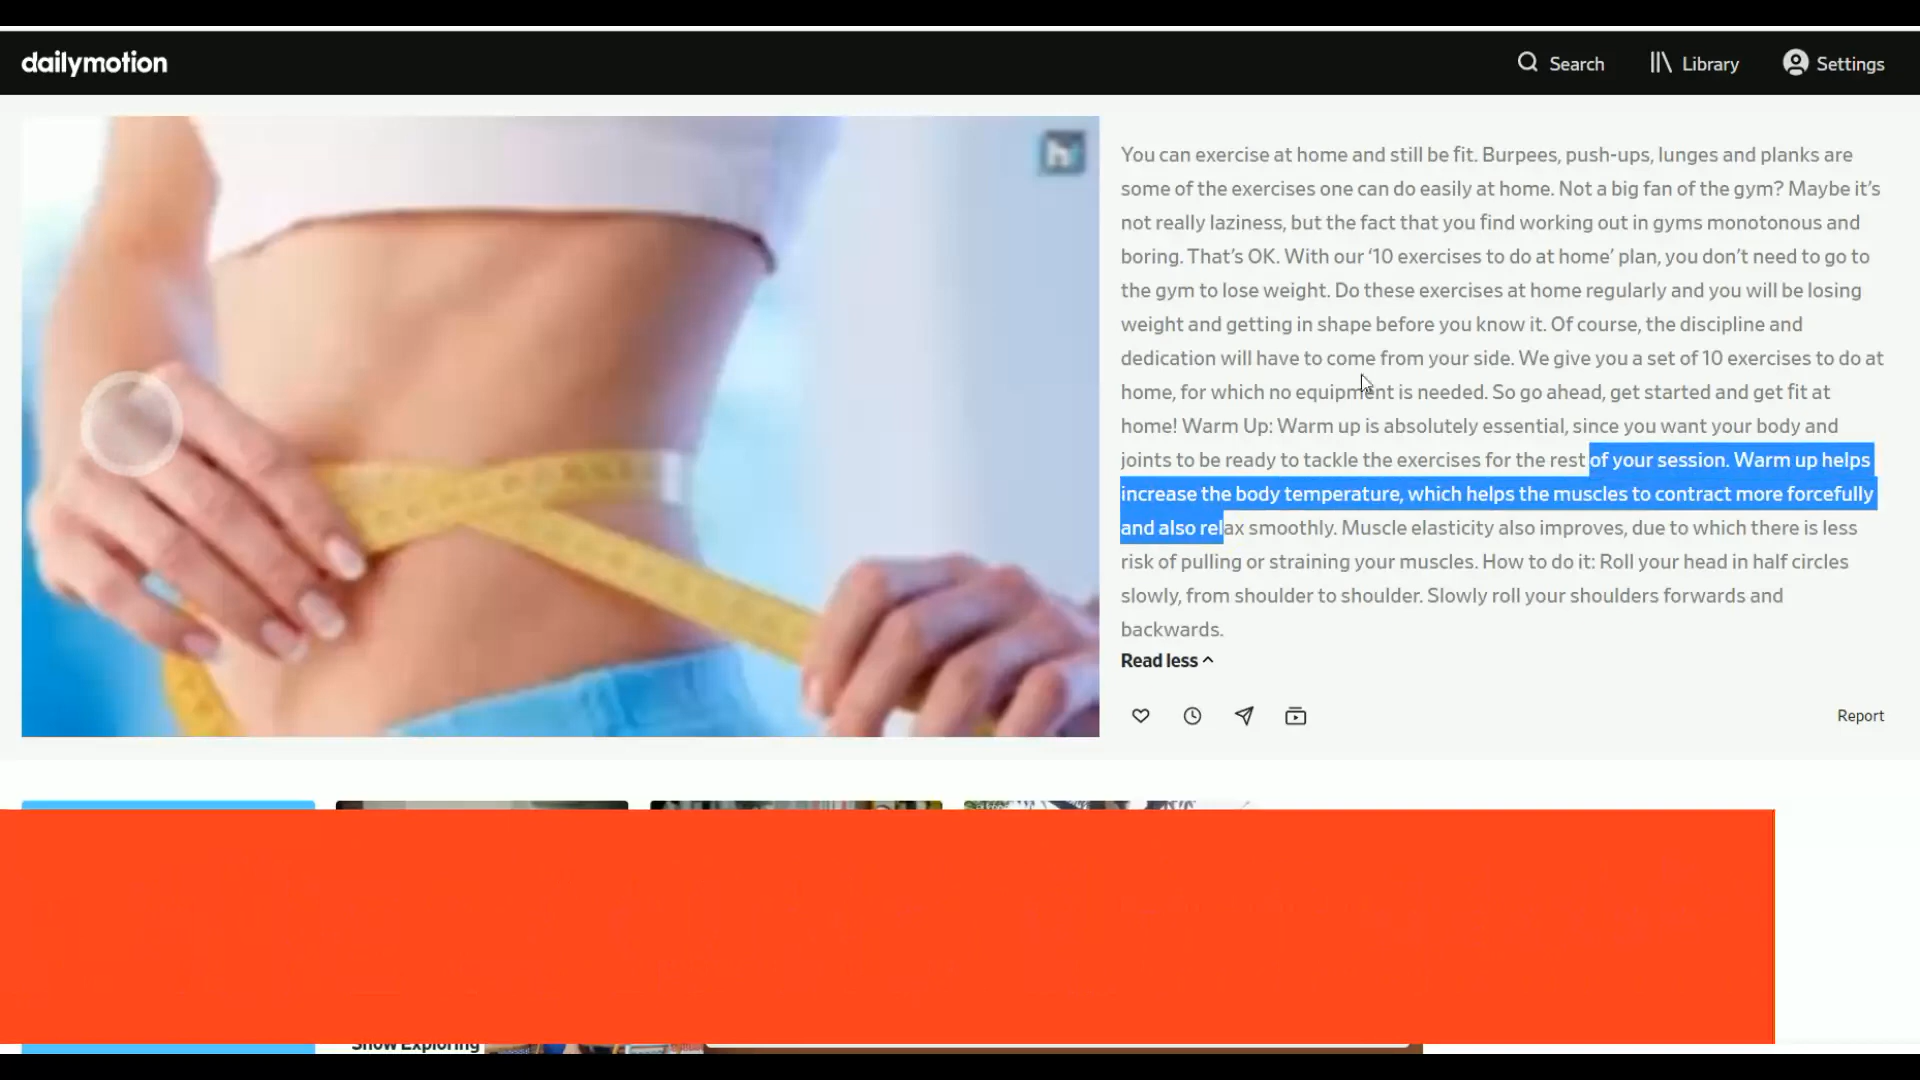 dailymotion
Search
Library
Settings
h
You can exercise at home and still be fit. Burpees, push-ups, lunges and planks are
some of the exercises one can do easily at home. Not a big fan of the gym? Maybe it's
not really laziness, but the fact that you find working out in gyms monotonous and
boring. That's OK. With our ‘10 exercises to do at home’ plan, you don't need to go to
the gym to lose weight. Do these exercises at home regularly and you will be losing
weight and getting in shape before you know it. Of course, the discipline and
dedication will have to come from your side. We give you a set of 10 exercises to do at
home, for which no equipment is needed. So go ahead, get started and get fit at
home! Warm Up: Warm up is absolutely essential, since you want your body and
joints to be ready to tackle the exercises for the rest of your session. Warm up helps
increase the body temperature, which helps the muscles to contract more forcefully
and also relax smoothly. Muscle elasticity also improves, due to which there is less
risk of pulling or straining your muscles. How to do it: Roll your head in half circles
slowly, from shoulder to shoulder. Slowly roll your shoulders forwards and
backwards.
Read less
Report
Show Exploring